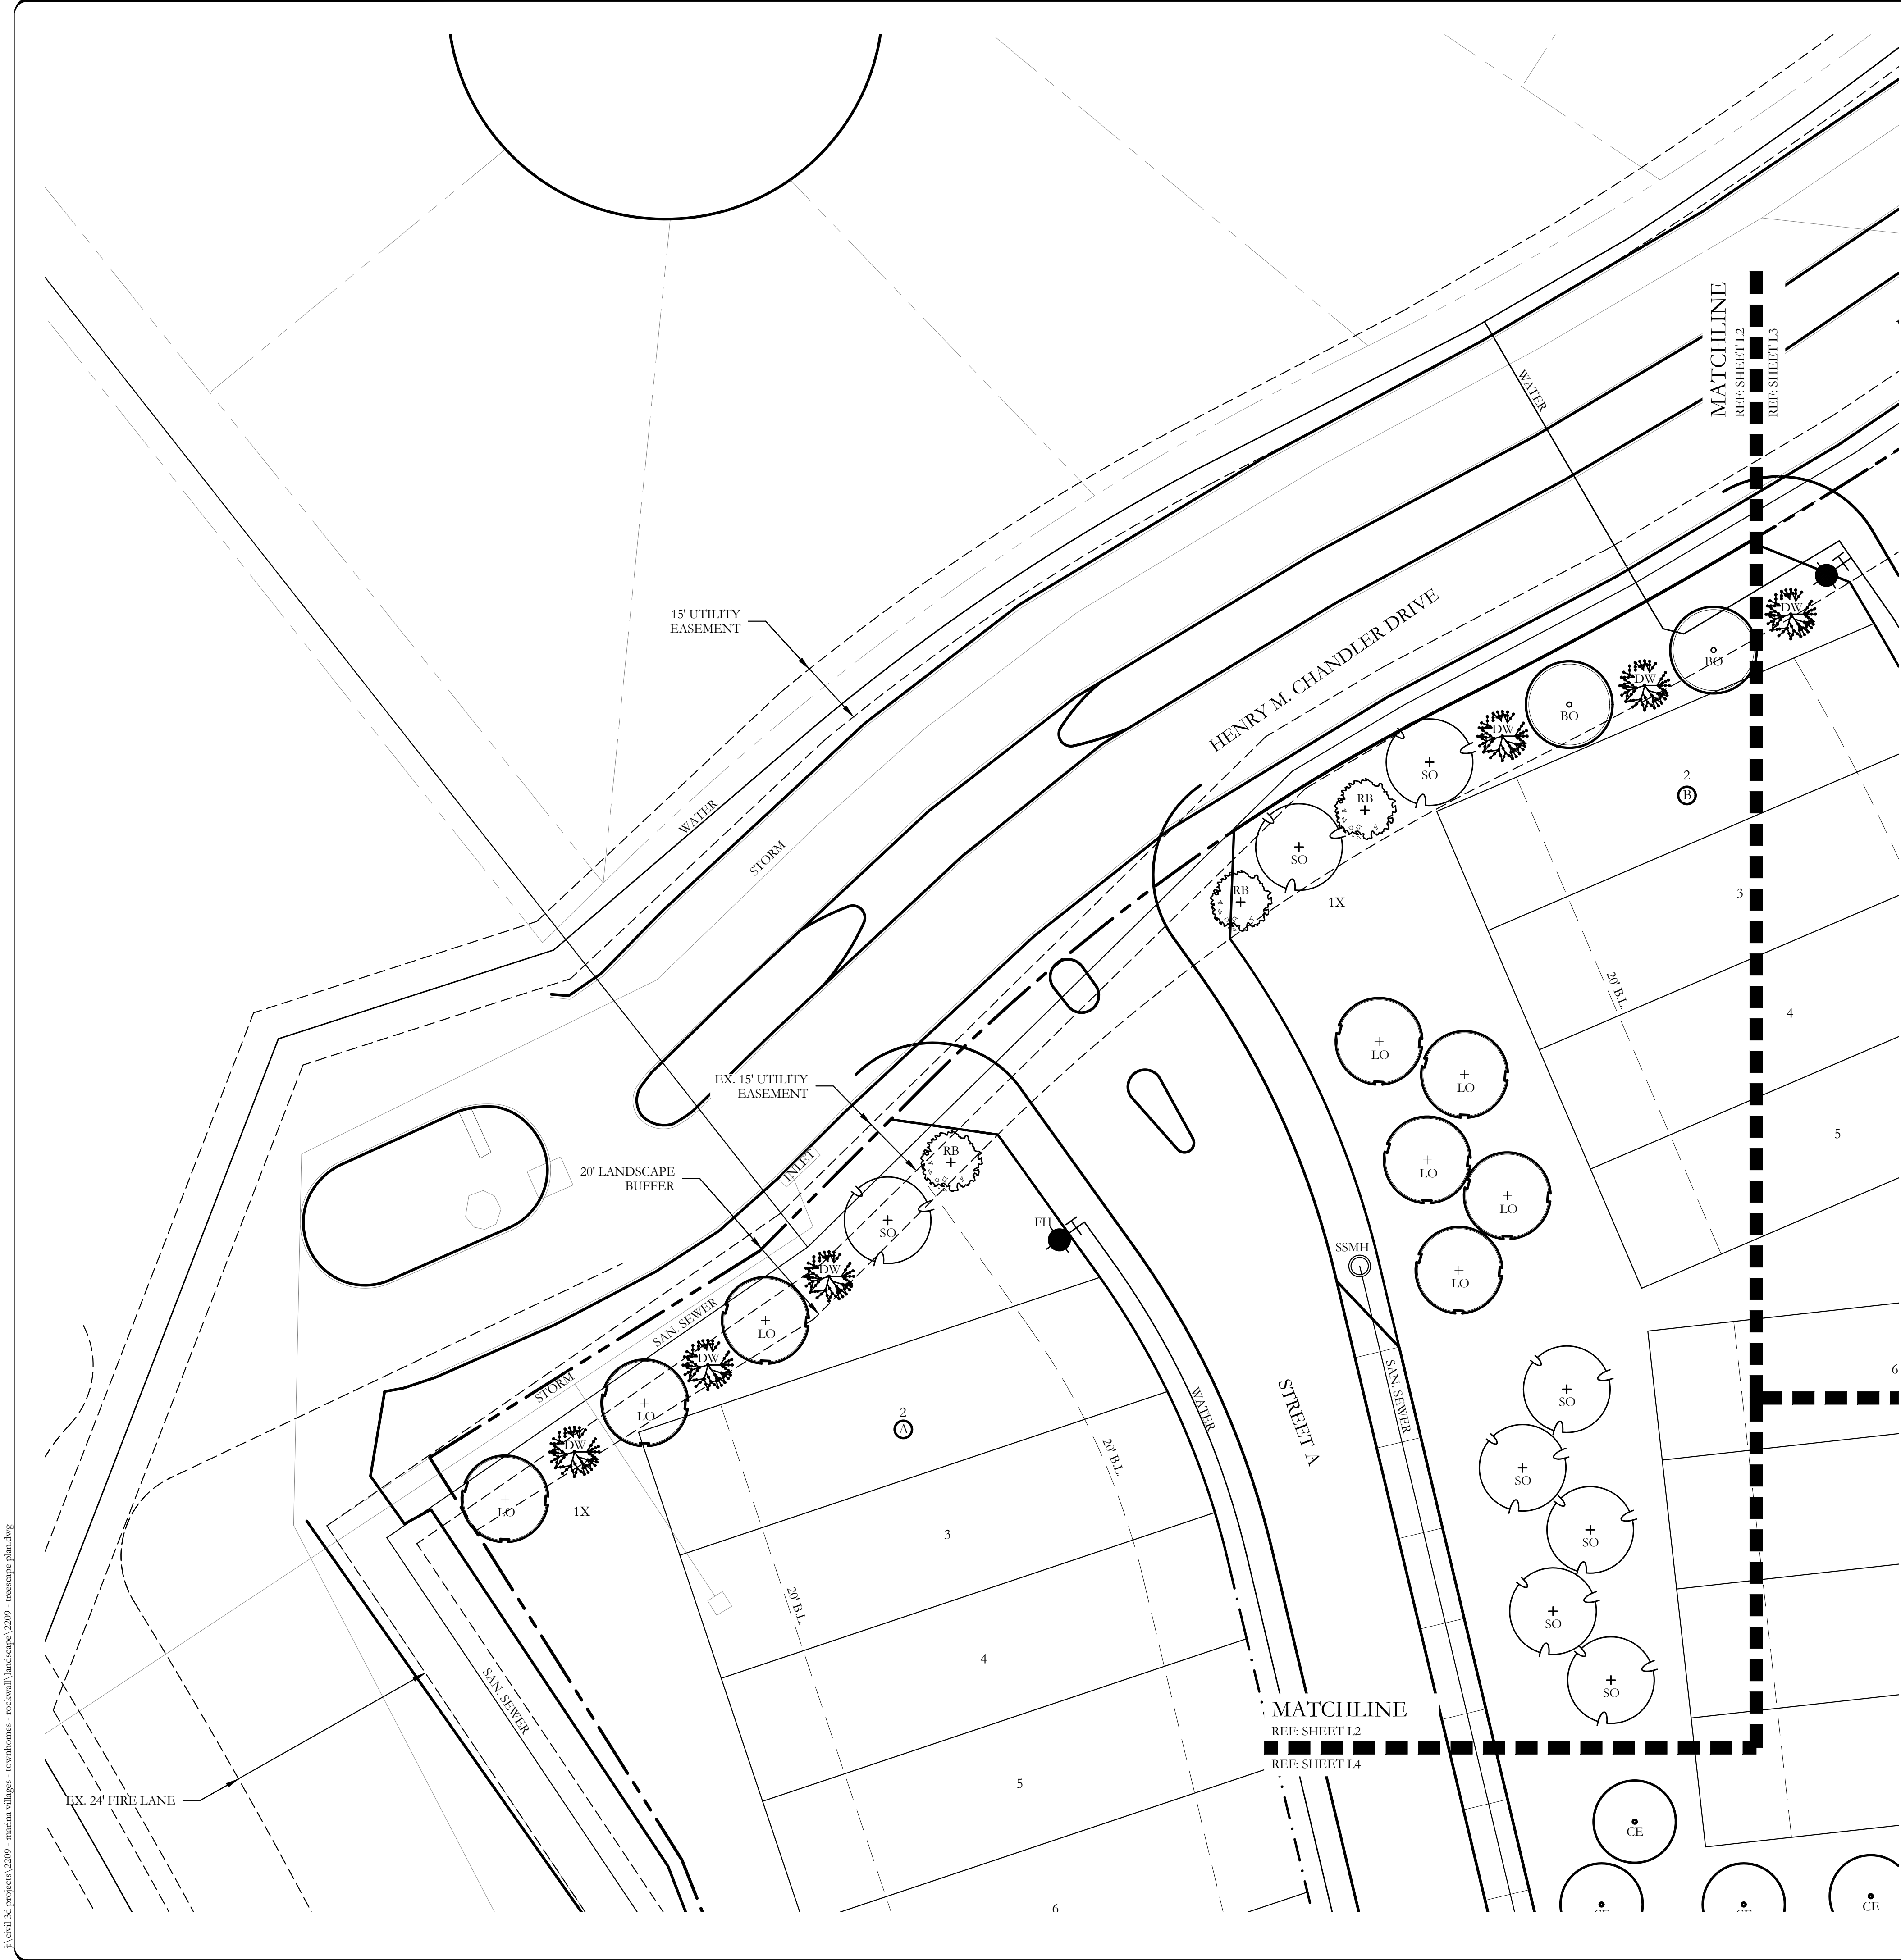 MATCHLINE
REF: SHEET L2
REF: SHEET L3
WATER
15' UTILITY
EASEMENT
HENRY M. CHANDLER DRIVE
DW
BO
DW
BO
DW
SO
RB
SO
RB
1X
2
B
3
4
5
6
20' B.L.
WATER
STORM
LO
LO
LO
LO
LO
EX. 15' UTILITY
EASEMENT
20' LANDSCAPE
BUFFER
INLET
RB
SO
DW
LO
DW
LO
DW
LO
1X
FH
SSMH
SAN. SEWER
STORM
2
A
3
4
5
6
20' B.L.
20' B.L.
WATER
STREET A
SAN. SEWER
SO
SO
SO
SO
SO
SAN. SEWER
EX. 24' FIRE LANE
MATCHLINE
REF: SHEET L2
REF: SHEET L4
CE
CE
CE
CE
j:\civil 3d projects\2209 - marina villages - townhomes - rockwall\landscape\2209 - treescape plan.dwg